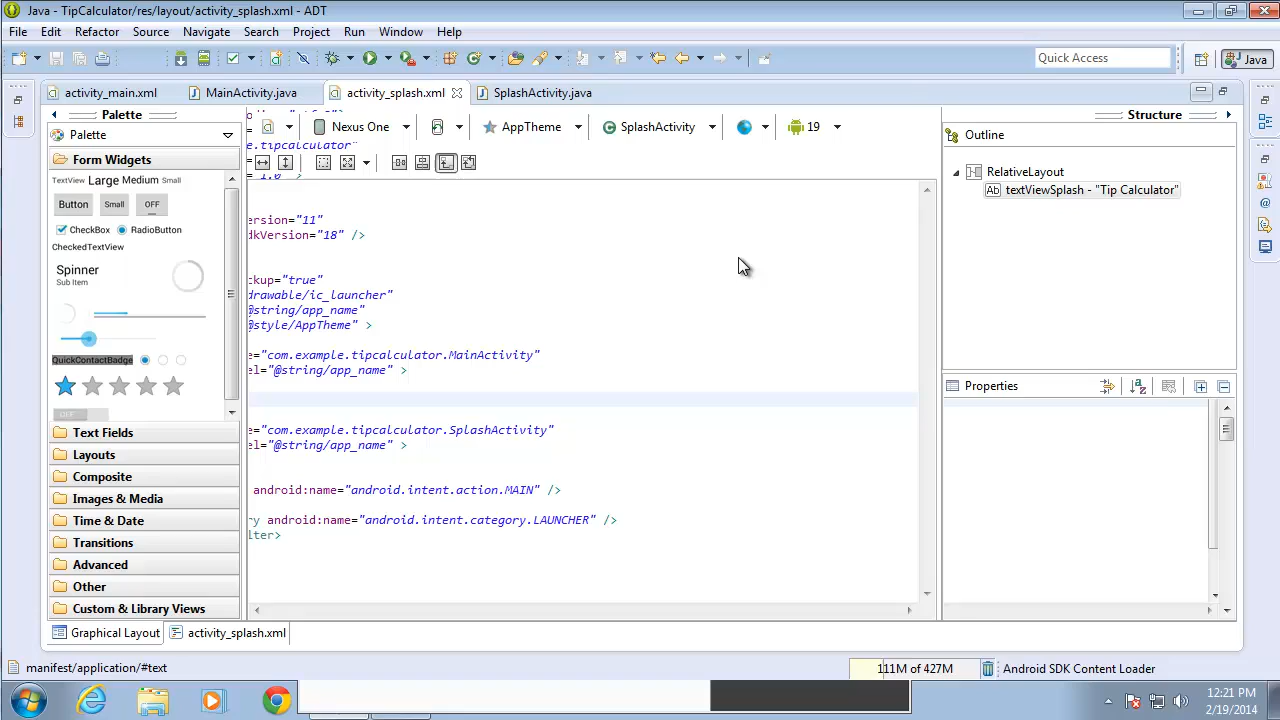 Java - TipCalculator/res/layout/activity_splash.xml - ADT
File Edit Refactor Source Navigate Search Project Run Window Help
Quick Access
Java
activity_main.xml
MainActivity.java
activity_splash.xml
SplashActivity.java
Palette
Palette
Form Widgets
TextView Large Medium Small
Button Small OFF
CheckBox RadioButton
CheckedTextView
Spinner
Sub Item
QuickContactBadge
OFF
Text Fields
Layouts
Composite
Images & Media
Time & Date
Transitions
Advanced
Other
Custom & Library Views
Nexus One
AppTheme
SplashActivity
19
e.tipcalculator"
="1.0" >
ersion="11"
dkVersion="18" />
ckup="true"
drawable/ic_launcher"
@string/app_name"
@style/AppTheme" >
e="com.example.tipcalculator.MainActivity"
el="@string/app_name" >
e="com.example.tipcalculator.SplashActivity"
el="@string/app_name" >
android:name="android.intent.action.MAIN" />
ry android:name="android.intent.category.LAUNCHER" />
lter>
Structure
Outline
RelativeLayout
Ab textViewSplash - "Tip Calculator"
Properties
Graphical Layout
activity_splash.xml
manifest/application/#text
111M of 427M
Android SDK Content Loader
12:21 PM
2/19/2014